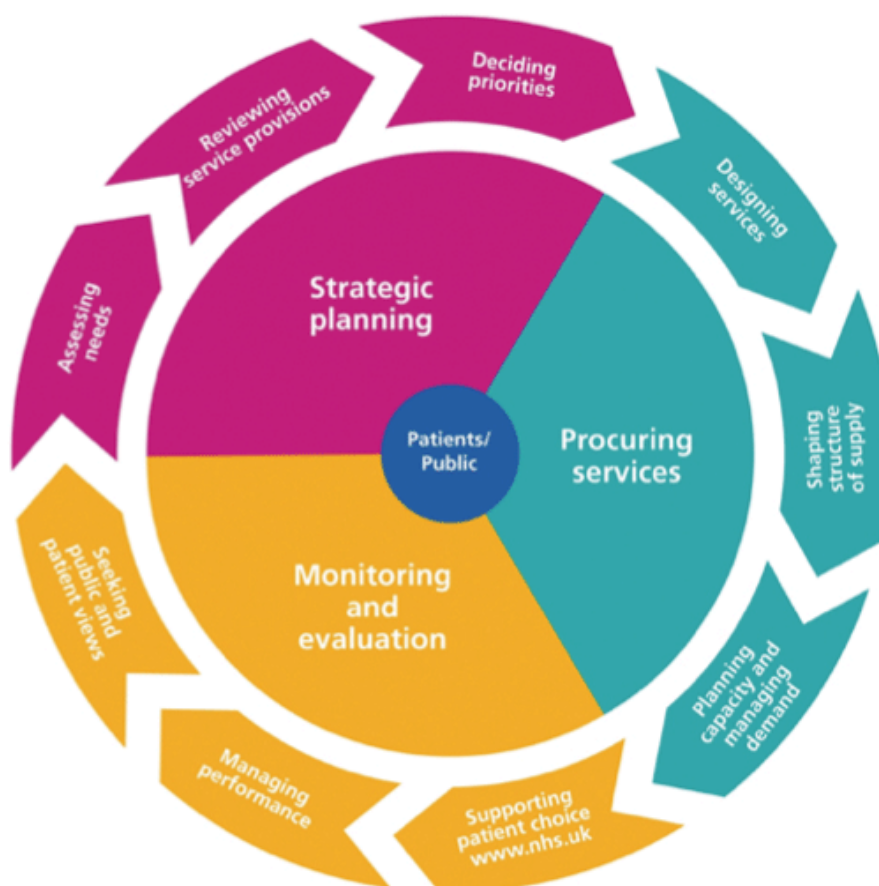 Deciding
priorities
Designing
services
Shaping
structure
of supply
Planning
capacity and
managing
demand
Supporting
patient choice
www.nhs.uk
Managing
performance
Seeking
public and
patient views
Assessing
needs
Reviewing
service provisions
Strategic
planning
Procuring
services
Monitoring
and
evaluation
Patients/
Public